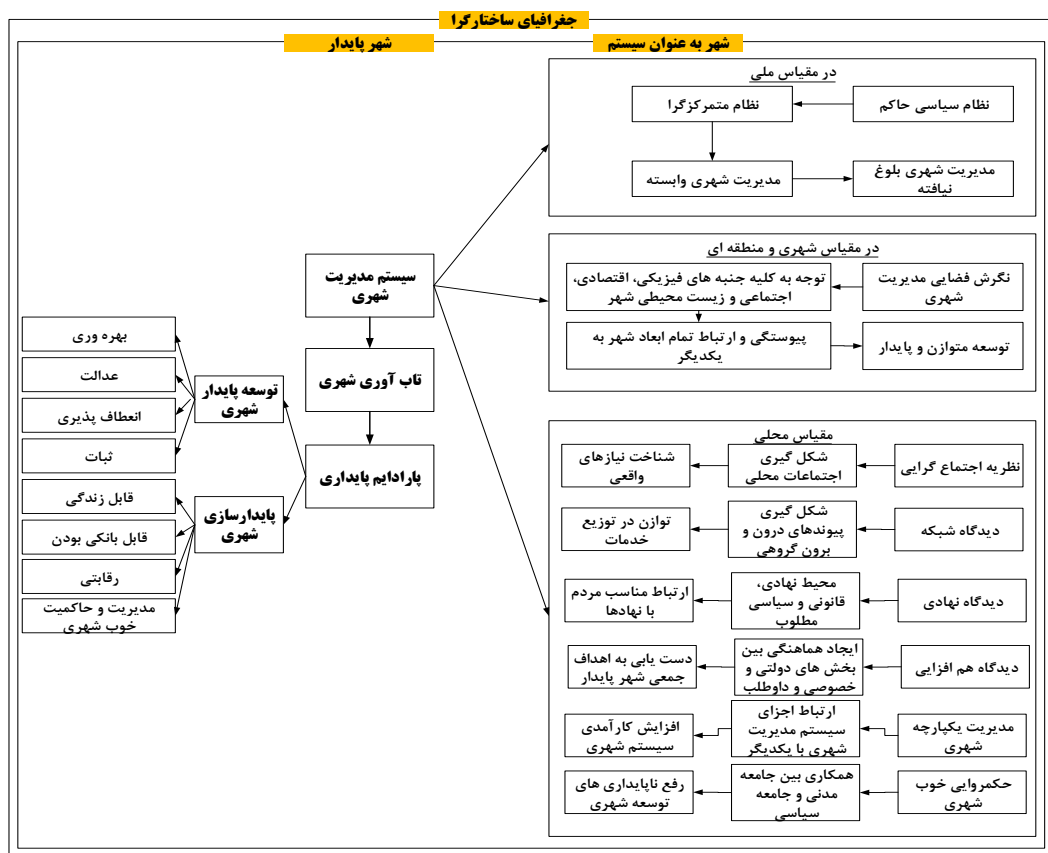 جغرافیای ساختارگرا
شهر به عنوان سیستم
شهر پایدار
در مقیاس ملی
نظام سیاسی حاکم
نظام متمرکزگرا
مدیریت شهری وابسته
مدیریت شهری بلوغ
نیافته
در مقیاس شهری و منطقه ای
نگرش فضایی مدیریت
شهری
توجه به کلیه جنبه های فیزیکی، اقتصادی،
اجتماعی و زیست محیطی شهر
پیوستگی و ارتباط تمام ابعاد شهر به
یکدیگر
توسعه متوازن و پایدار
مقیاس محلی
نظریه اجتماع گرایی
شکل گیری
اجتماعات محلی
شناخت نیازهای
واقعی
دیدگاه شبکه
شکل گیری
پیوندهای درون و
برون گروهی
توازن در توزیع
خدمات
دیدگاه نهادی
محیط نهادی،
قانونی و سیاسی
مطلوب
ارتباط مناسب مردم
با نهادها
دیدگاه هم افزایی
ایجاد هماهنگی بین
بخش های دولتی و
خصوصی و داوطلب
دست یابی به اهداف
جمعی شهر پایدار
مدیریت یکپارچه
شهری
ارتباط اجزای
سیستم مدیریت
شهری با یکدیگر
افزایش کارآمدی
سیستم شهری
حکمروایی خوب
شهری
همکاری بین جامعه
مدنی و جامعه
سیاسی
رفع ناپایداری های
توسعه شهری
سیستم مدیریت
شهری
تاب آوری شهری
پارادایم پایداری
توسعه پایدار
شهری
بهره وری
عدالت
انعطاف پذیری
ثبات
پایدارسازی
شهری
قابل زندگی
قابل بانکی بودن
رقابتی
مدیریت و حاکمیت
خوب شهری